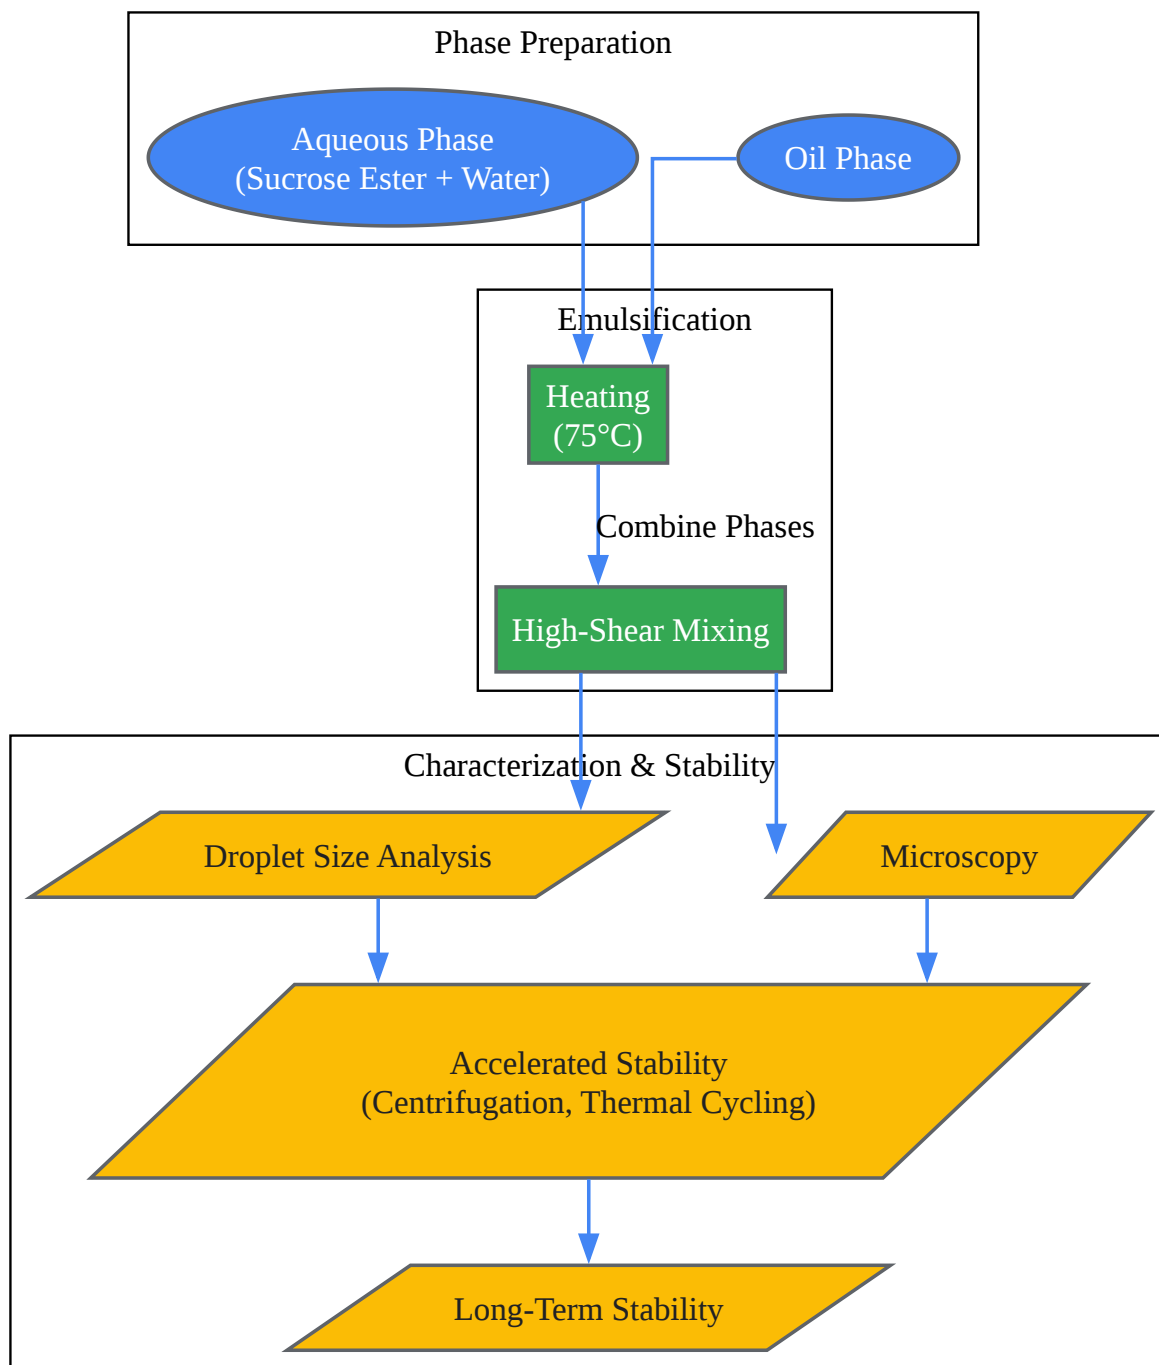 Phase Preparation
Aqueous Phase
(Sucrose Ester + Water)
Oil Phase
Emulsification
Heating
(75°C)
Combine Phases
High-Shear Mixing
Characterization & Stability
Droplet Size Analysis
Microscopy
Accelerated Stability
(Centrifugation, Thermal Cycling)
Long-Term Stability